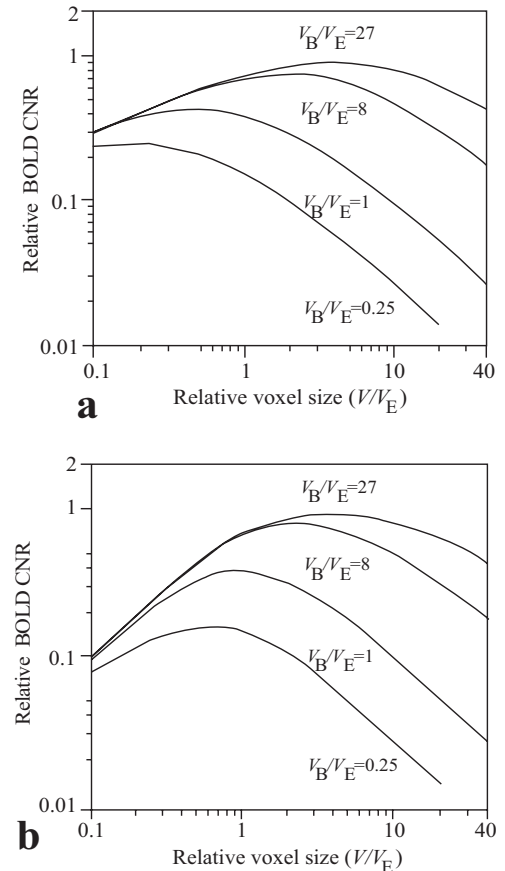 2
V_B/V_E=27
1
V_B/V_E=8
Relative BOLD CNR
0.1
V_B/V_E=1
V_B/V_E=0.25
0.01
0.1 1 10 40
Relative voxel size (V/V_E)
a
2
V_B/V_E=27
1
V_B/V_E=8
Relative BOLD CNR
0.1
V_B/V_E=1
V_B/V_E=0.25
0.01
0.1 1 10 40
Relative voxel size (V/V_E)
b